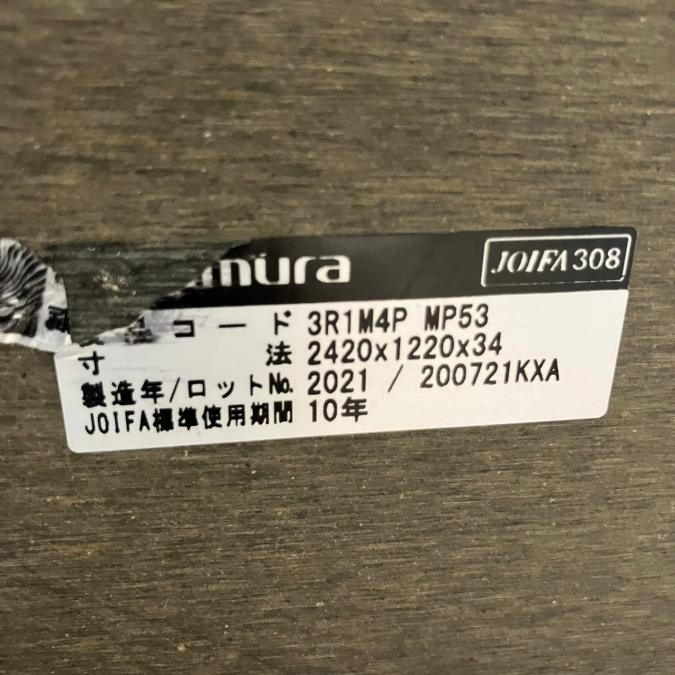 mura
JOIFA308
コード 3R1M4P MP53
寸法 2420x1220x34
製造年/ロットNo. 2021 / 200721KXA
JOIFA標準使用期間 10年